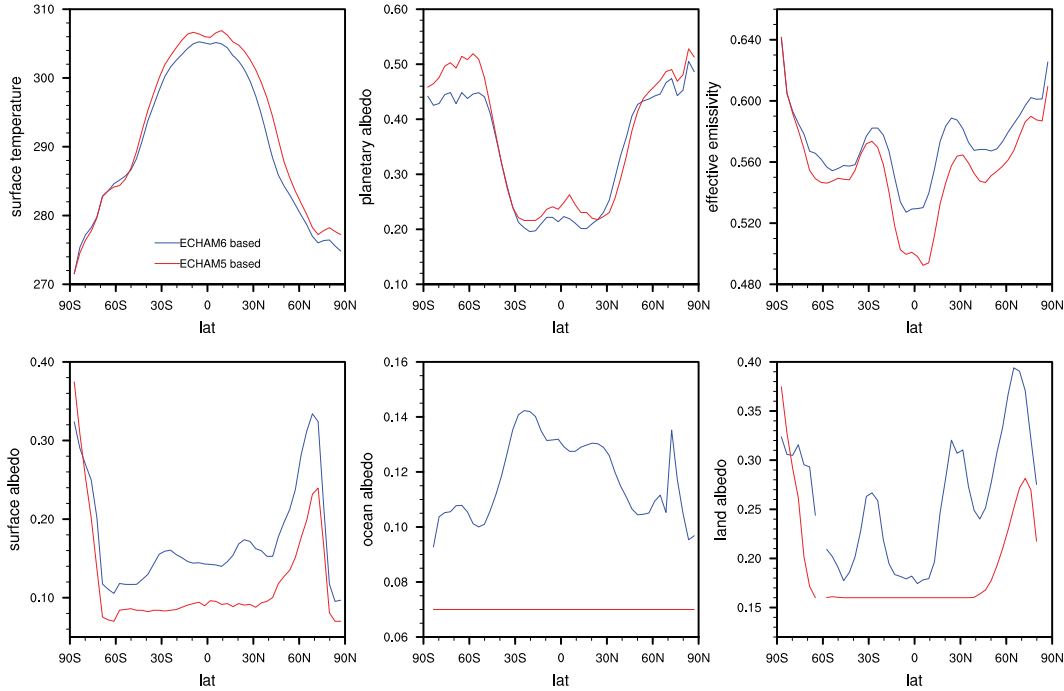 surface temperature
310
300
290
280
270
ECHAM6 based
ECHAM5 based
90S 60S 30S 0 30N 60N 90N
lat
planetary albedo
0.60
0.50
0.40
0.30
0.20
0.10
90S 60S 30S 0 30N 60N 90N
lat
effective emissivity
0.640
0.600
0.560
0.520
0.480
90S 60S 30S 0 30N 60N 90N
lat
surface albedo
0.40
0.30
0.20
0.10
90S 60S 30S 0 30N 60N 90N
lat
ocean albedo
0.16
0.14
0.12
0.10
0.08
0.06
90S 60S 30S 0 30N 60N 90N
lat
land albedo
0.40
0.35
0.30
0.25
0.20
0.15
90S 60S 30S 0 30N 60N 90N
lat